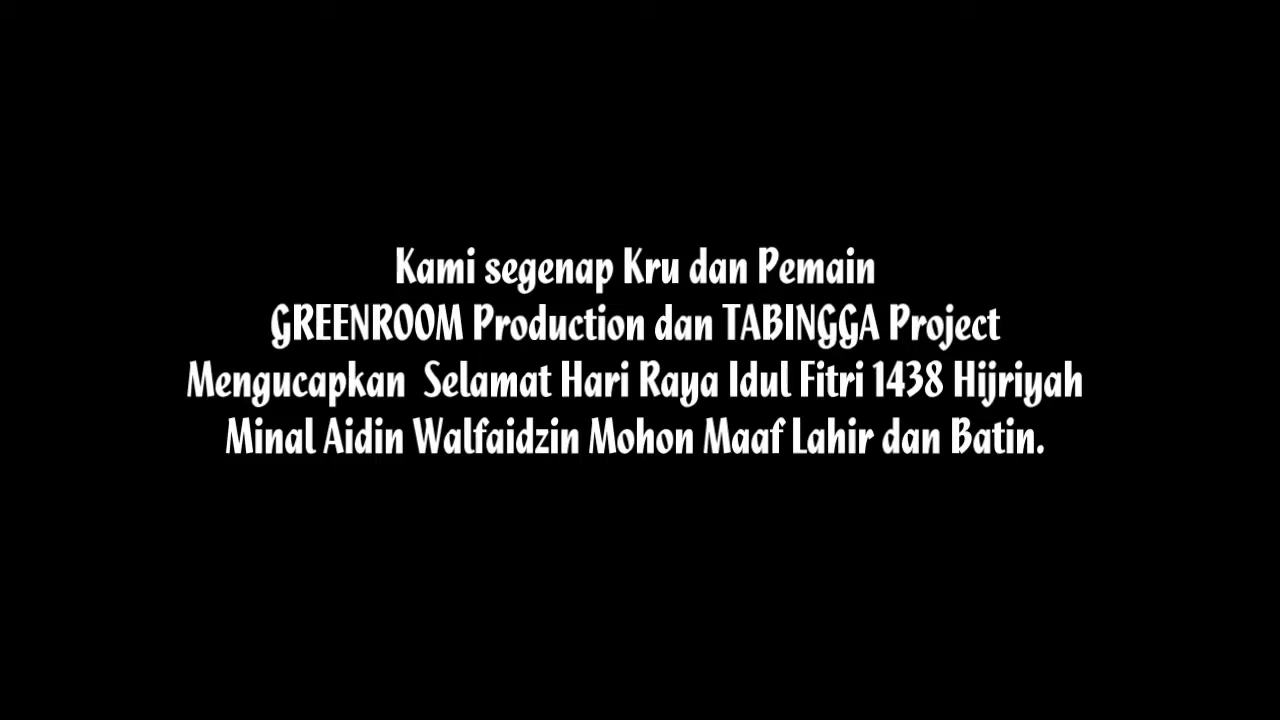 Kami segenap Kru dan Pemain
GREENROOM Production dan TABINGGA Project
Mengucapkan  Selamat Hari Raya Idul Fitri 1438 Hijriyah
Minal Aidin Walfaidzin Mohon Maaf Lahir dan Batin.